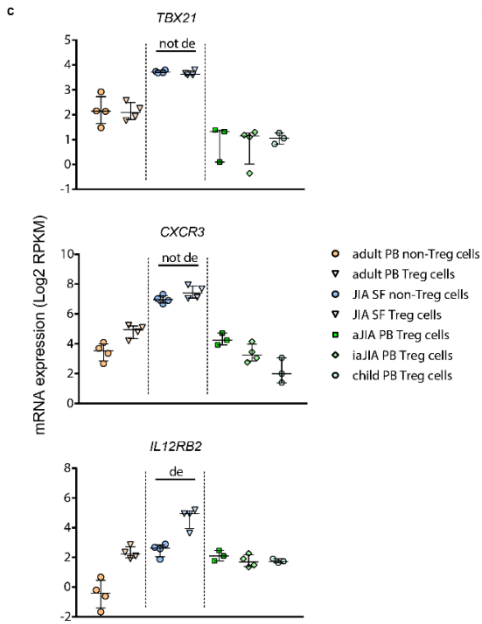 c
TBX21
not de
5
4
3
2
1
0
-1
CXCR3
not de
10
8
6
4
2
0
mRNA expression (Log2 RPKM)
adult PB non-Treg cells
adult PB Treg cells
JIA SF non-Treg cells
JIA SF Treg cells
aJIA PB Treg cells
iaJIA PB Treg cells
child PB Treg cells
IL12RB2
de
8
6
4
2
0
-2